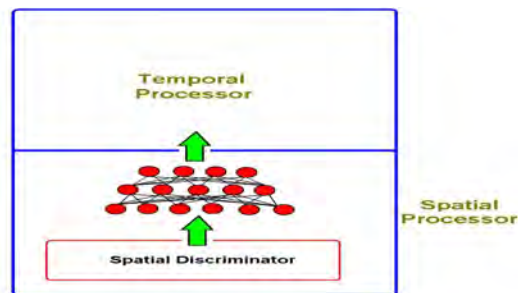 Temporal
Processor
Spatial
Processor
Spatial Discriminator